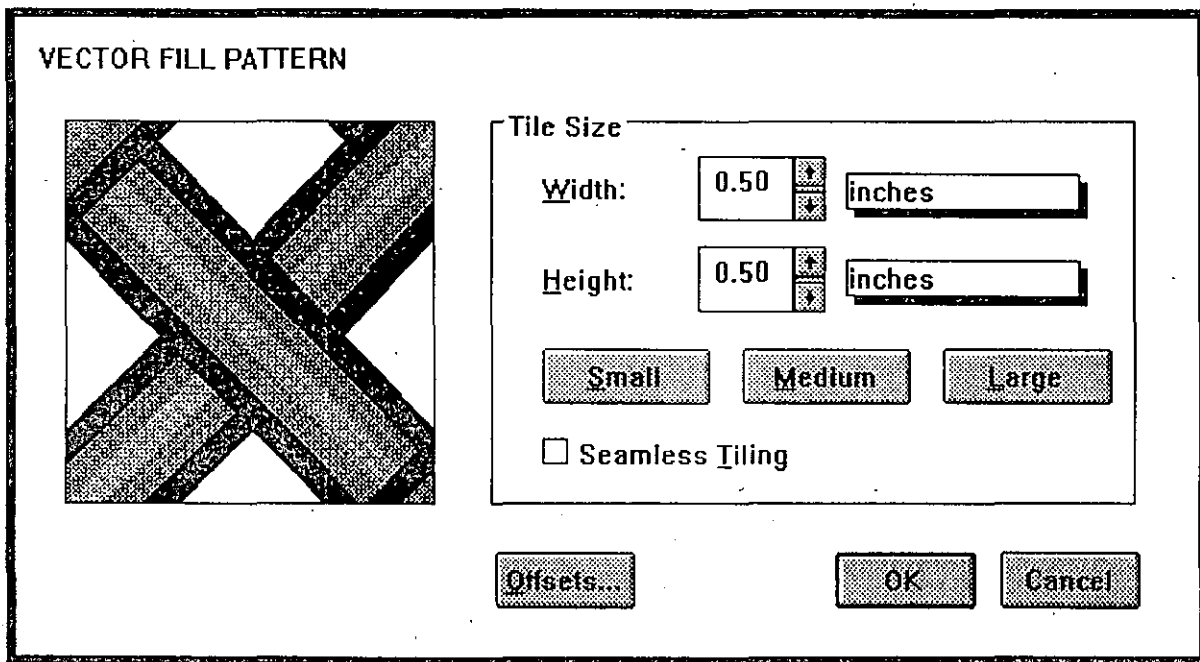 VECTOR FILL PATTERN
Tile Size
Width: 0.50 inches
Height: 0.50 inches
Small Medium Large
Seamless Tiling
Offsets... OK Cancel